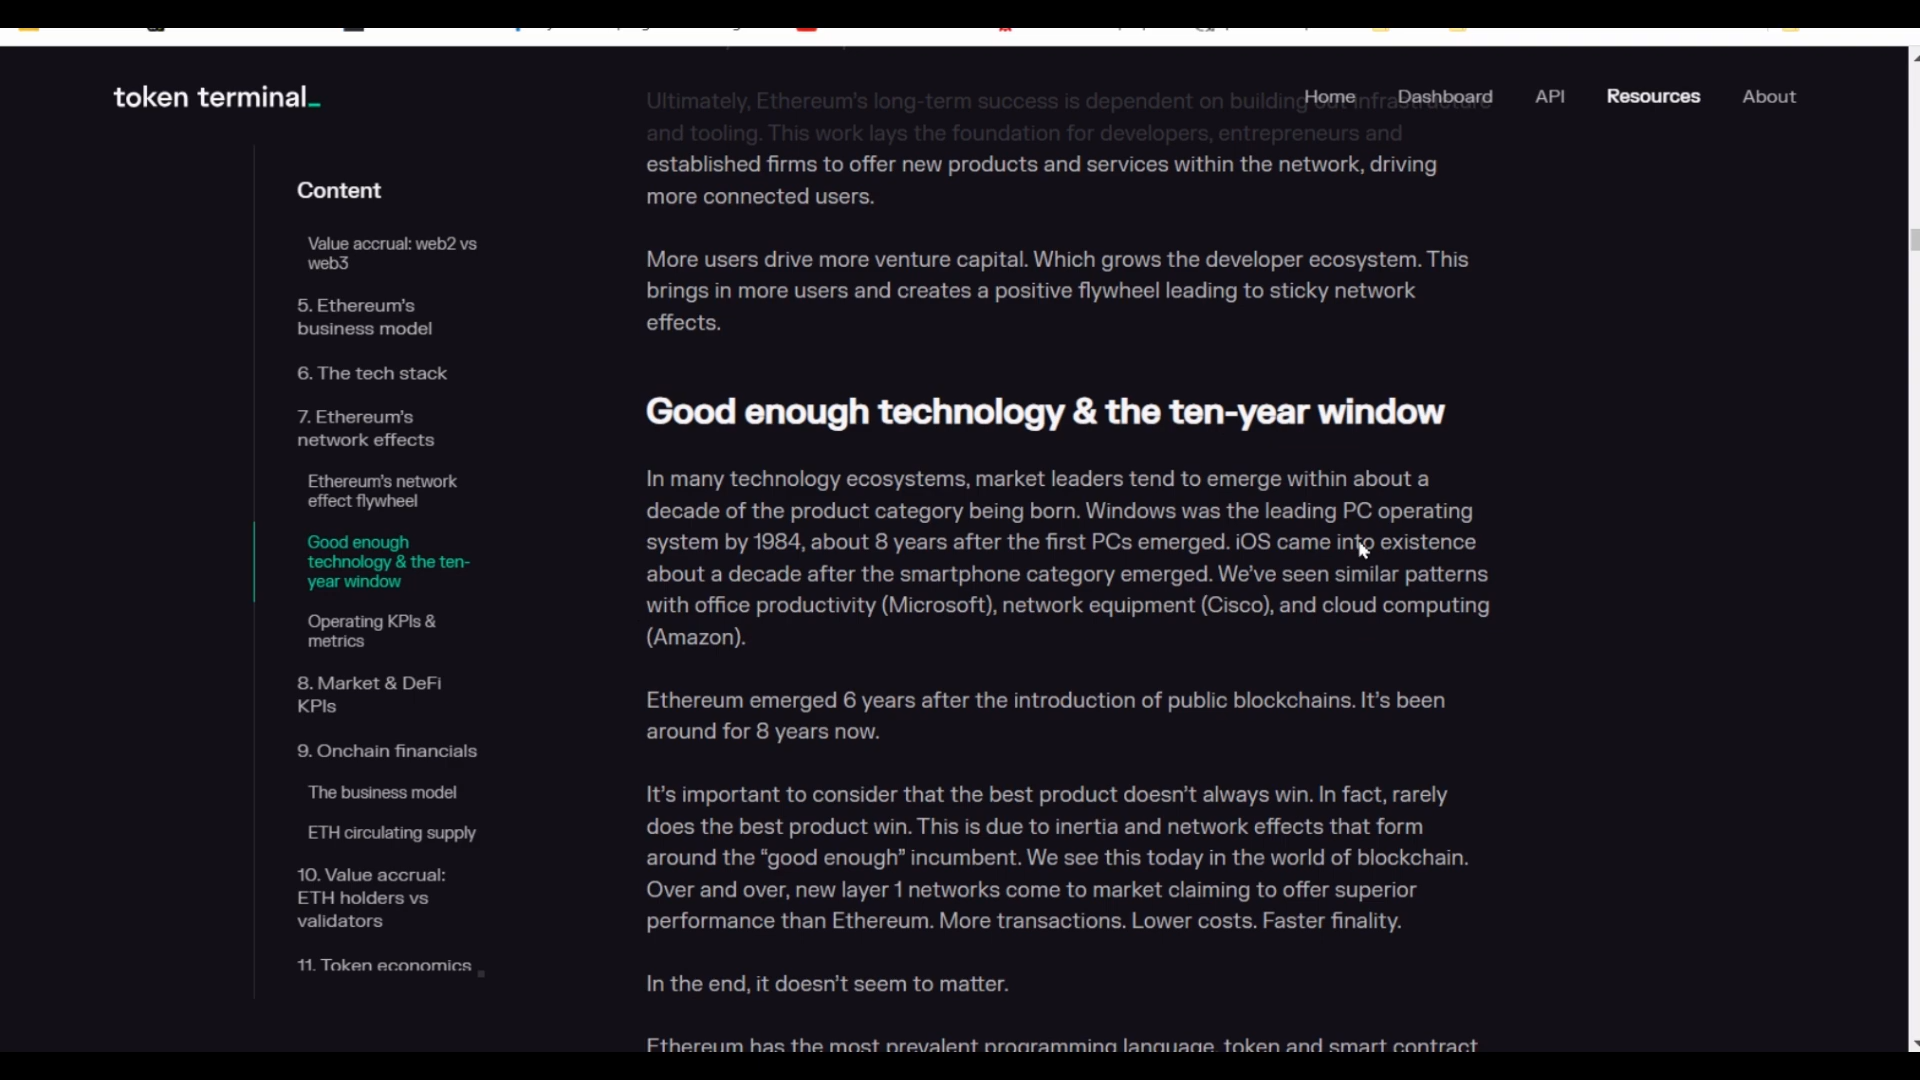 token terminal_
Home
Dashboard
API
Resources
About
Content
Value accrual: web2 vs
web3
5. Ethereum's
business model
6. The tech stack
7. Ethereum's
network effects
Ethereum's network
effect flywheel
Good enough
technology & the ten-
year window
Operating KPIs &
metrics
8. Market & DeFi
KPIs
9. Onchain financials
The business model
ETH circulating supply
10. Value accrual:
ETH holders vs
validators
11. Token economics
Ultimately, Ethereum's long-term success is dependent on building out infrastructure
and tooling. This work lays the foundation for developers, entrepreneurs and
established firms to offer new products and services within the network, driving
more connected users.
More users drive more venture capital. Which grows the developer ecosystem. This
brings in more users and creates a positive flywheel leading to sticky network
effects.
Good enough technology & the ten-year window
In many technology ecosystems, market leaders tend to emerge within about a
decade of the product category being born. Windows was the leading PC operating
system by 1984, about 8 years after the first PCs emerged. iOS came into existence
about a decade after the smartphone category emerged. We've seen similar patterns
with office productivity (Microsoft), network equipment (Cisco), and cloud computing
(Amazon).
Ethereum emerged 6 years after the introduction of public blockchains. It's been
around for 8 years now.
It's important to consider that the best product doesn't always win. In fact, rarely
does the best product win. This is due to inertia and network effects that form
around the “good enough” incumbent. We see this today in the world of blockchain.
Over and over, new layer 1 networks come to market claiming to offer superior
performance than Ethereum. More transactions. Lower costs. Faster finality.
In the end, it doesn't seem to matter.
Ethereum has the most prevalent programming language, token and smart contract